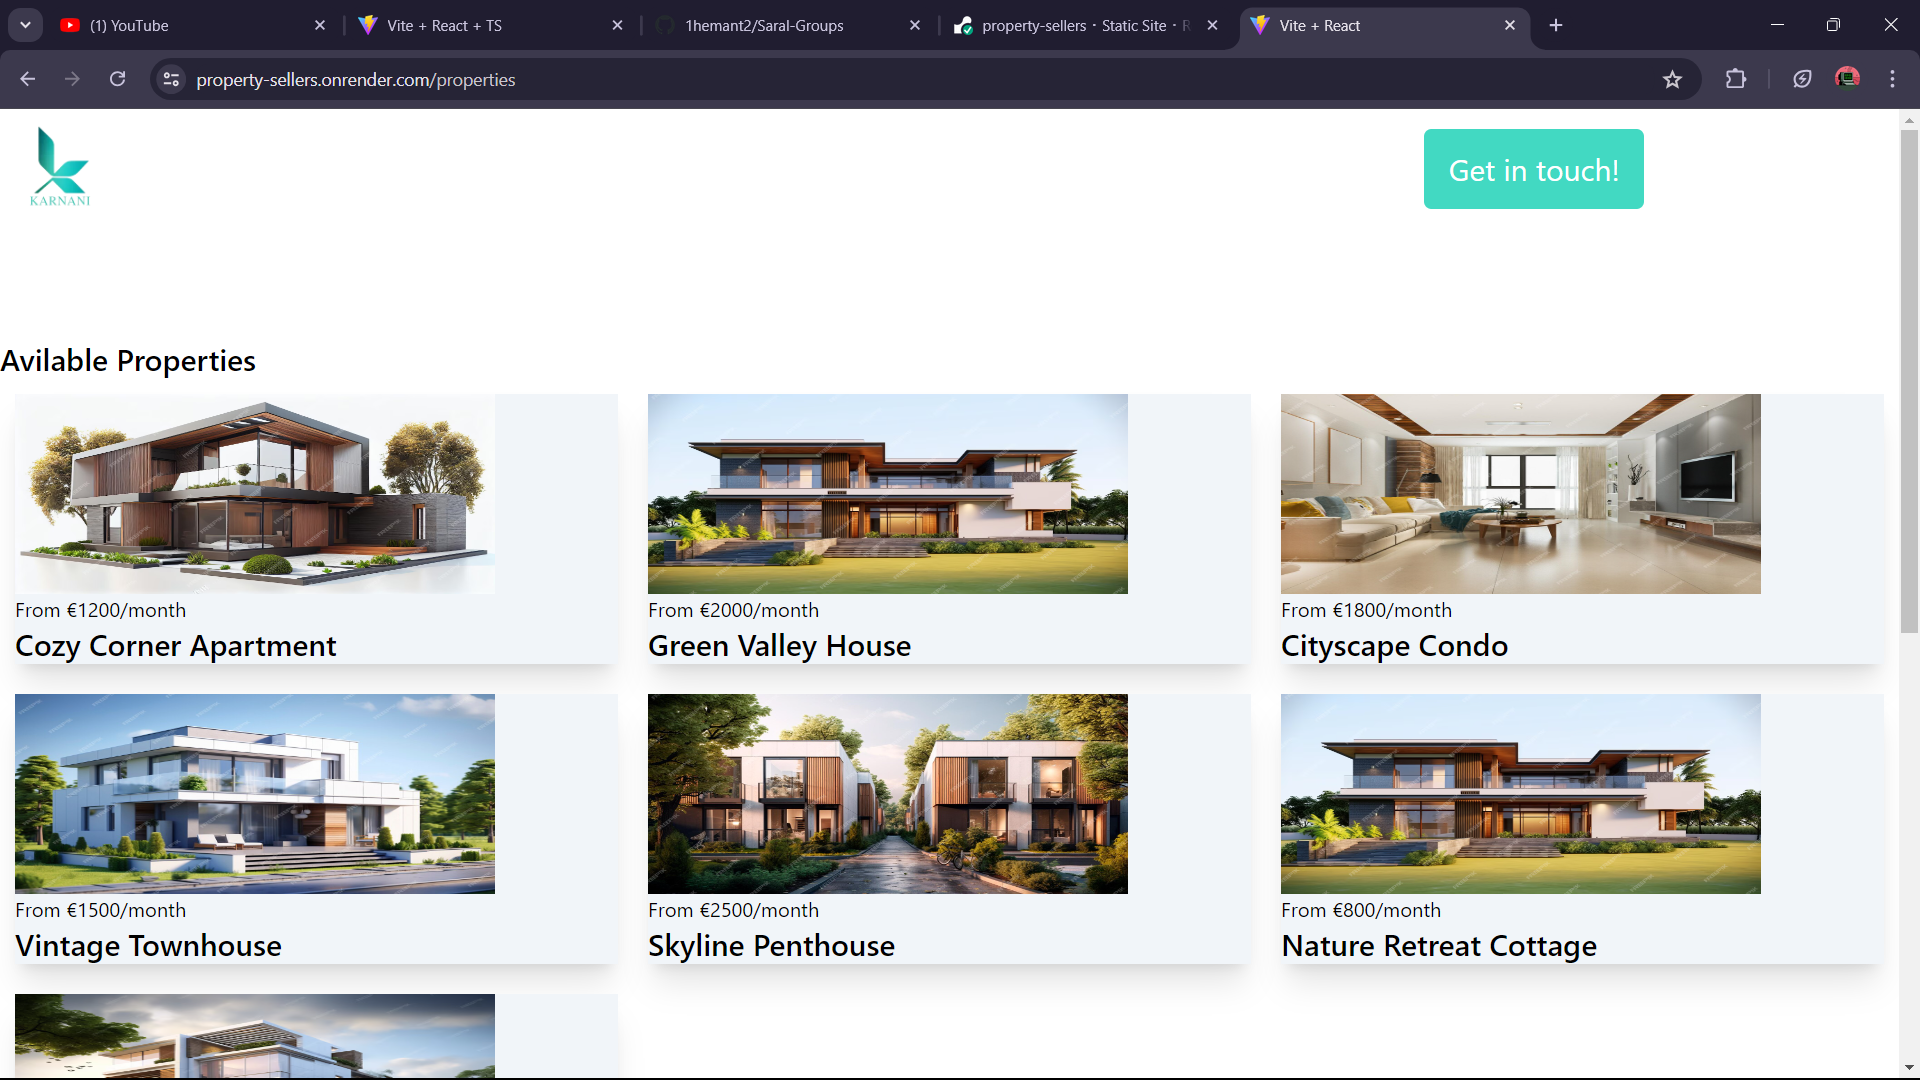 (1) YouTube
Vite + React + TS
1hemant2/Saral-Groups
property-sellers · Static Site · R
Vite + React
property-sellers.onrender.com/properties
KARNANI
Get in touch!
Avilable Properties
From €1200/month
Cozy Corner Apartment
From €2000/month
Green Valley House
From €1800/month
Cityscape Condo
From €1500/month
Vintage Townhouse
From €2500/month
Skyline Penthouse
From €800/month
Nature Retreat Cottage